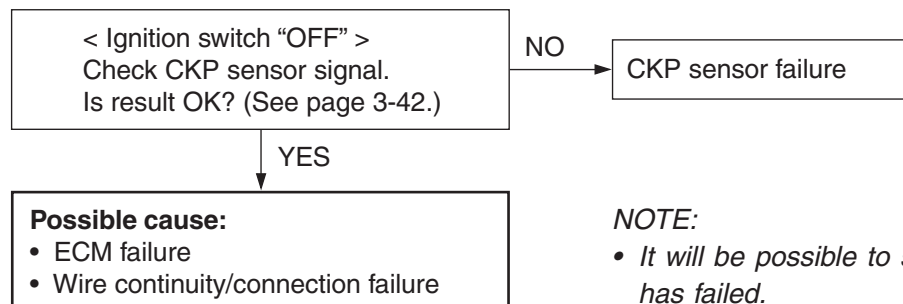 < Ignition switch “OFF” >
Check CKP sensor signal.
Is result OK? (See page 3-42.)
NO
CKP sensor failure
YES
Possible cause:
• ECM failure
• Wire continuity/connection failure
NOTE:
• It will be possible to
has failed.